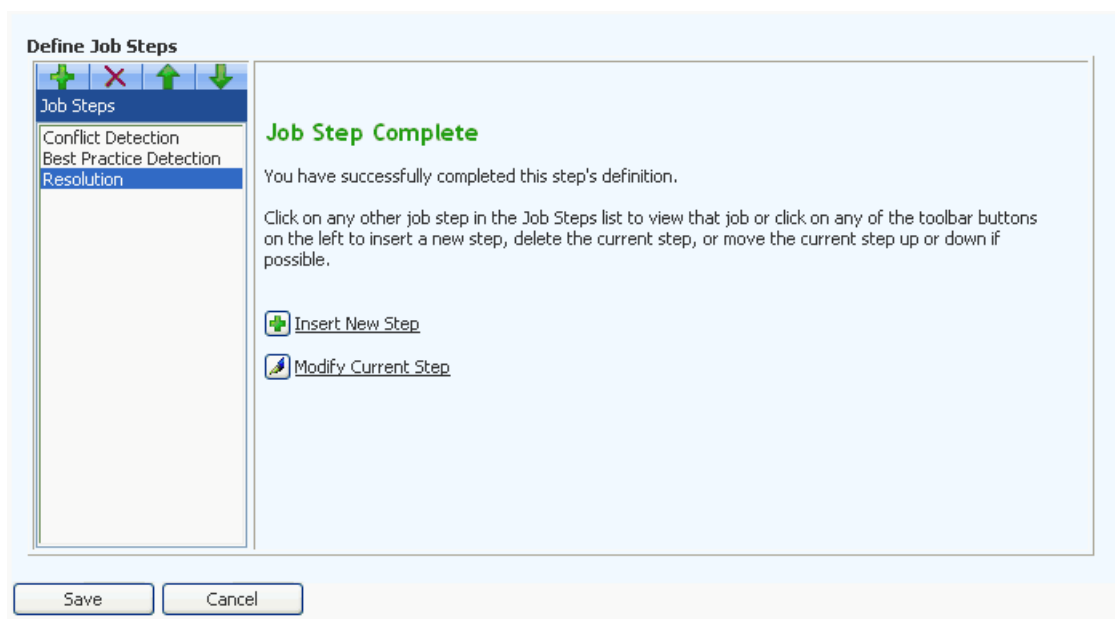 Define Job Steps
Job Steps
Conflict Detection
Best Practice Detection
Resolution
Job Step Complete
You have successfully completed this step's definition.
Click on any other job step in the Job Steps list to view that job or click on any of the toolbar buttons
on the left to insert a new step, delete the current step, or move the current step up or down if
possible.
Insert New Step
Modify Current Step
Save
Cancel